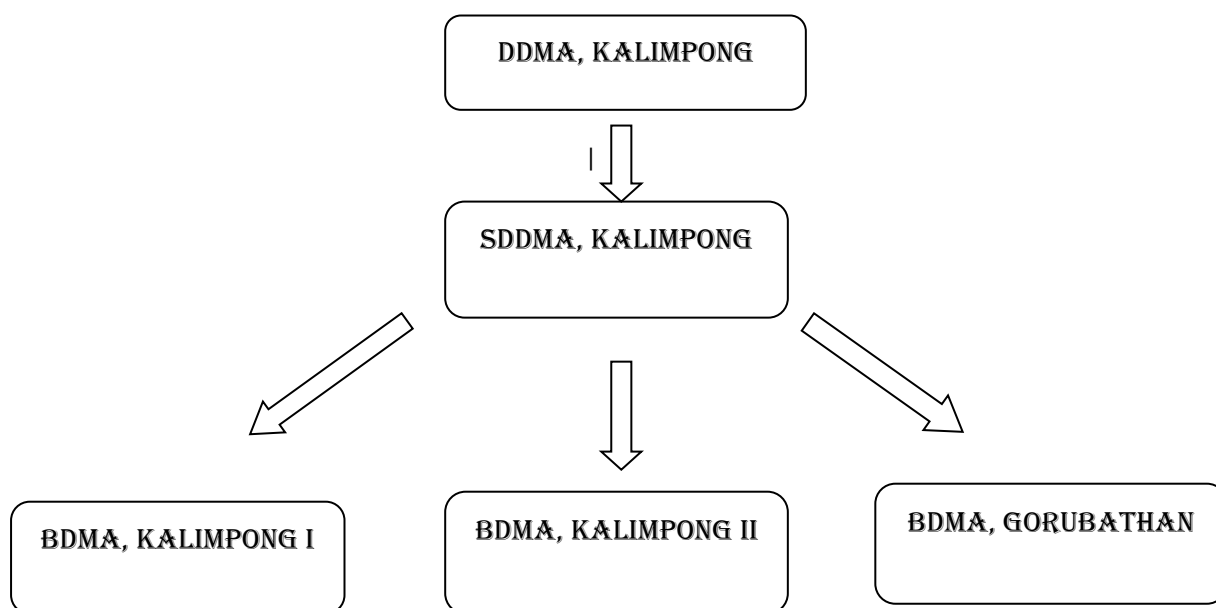 DDMA, KALIMPONG
|
SDDMA, KALIMPONG
BDMA, KALIMPONG I
BDMA, KALIMPONG II
BDMA, GORUBATHAN